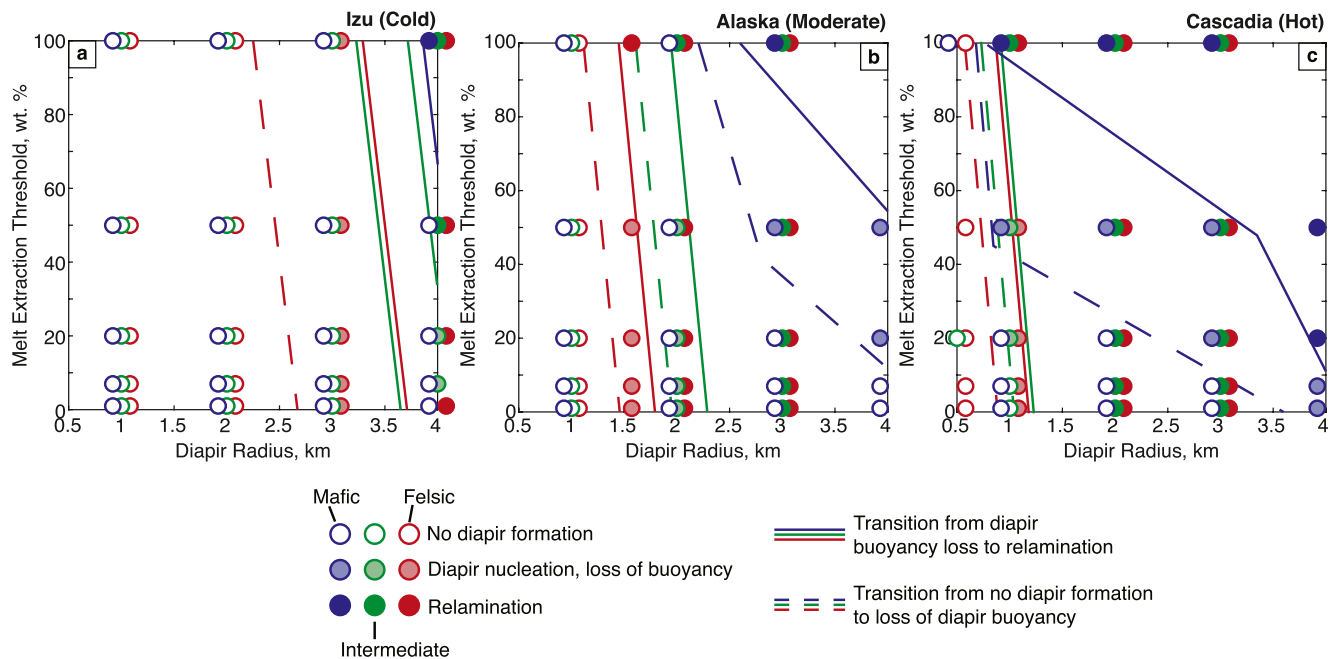 Izu (Cold)
Alaska (Moderate)
Cascadia (Hot)
a
b
c
Melt Extraction Threshold, wt. %
100
80
60
40
20
0
0.5
1
1.5
2
2.5
3
3.5
4
Diapir Radius, km
Melt Extraction Threshold, wt. %
100
80
60
40
20
0
0.5
1
1.5
2
2.5
3
3.5
4
Diapir Radius, km
Melt Extraction Threshold, wt. %
100
80
60
40
20
0
0.5
1
1.5
2
2.5
3
3.5
4
Diapir Radius, km
Mafic
Felsic
No diapir formation
Diapir nucleation, loss of buoyancy
Relamination
Intermediate
Transition from diapir
buoyancy loss to relamination
Transition from no diapir formation
to loss of diapir buoyancy